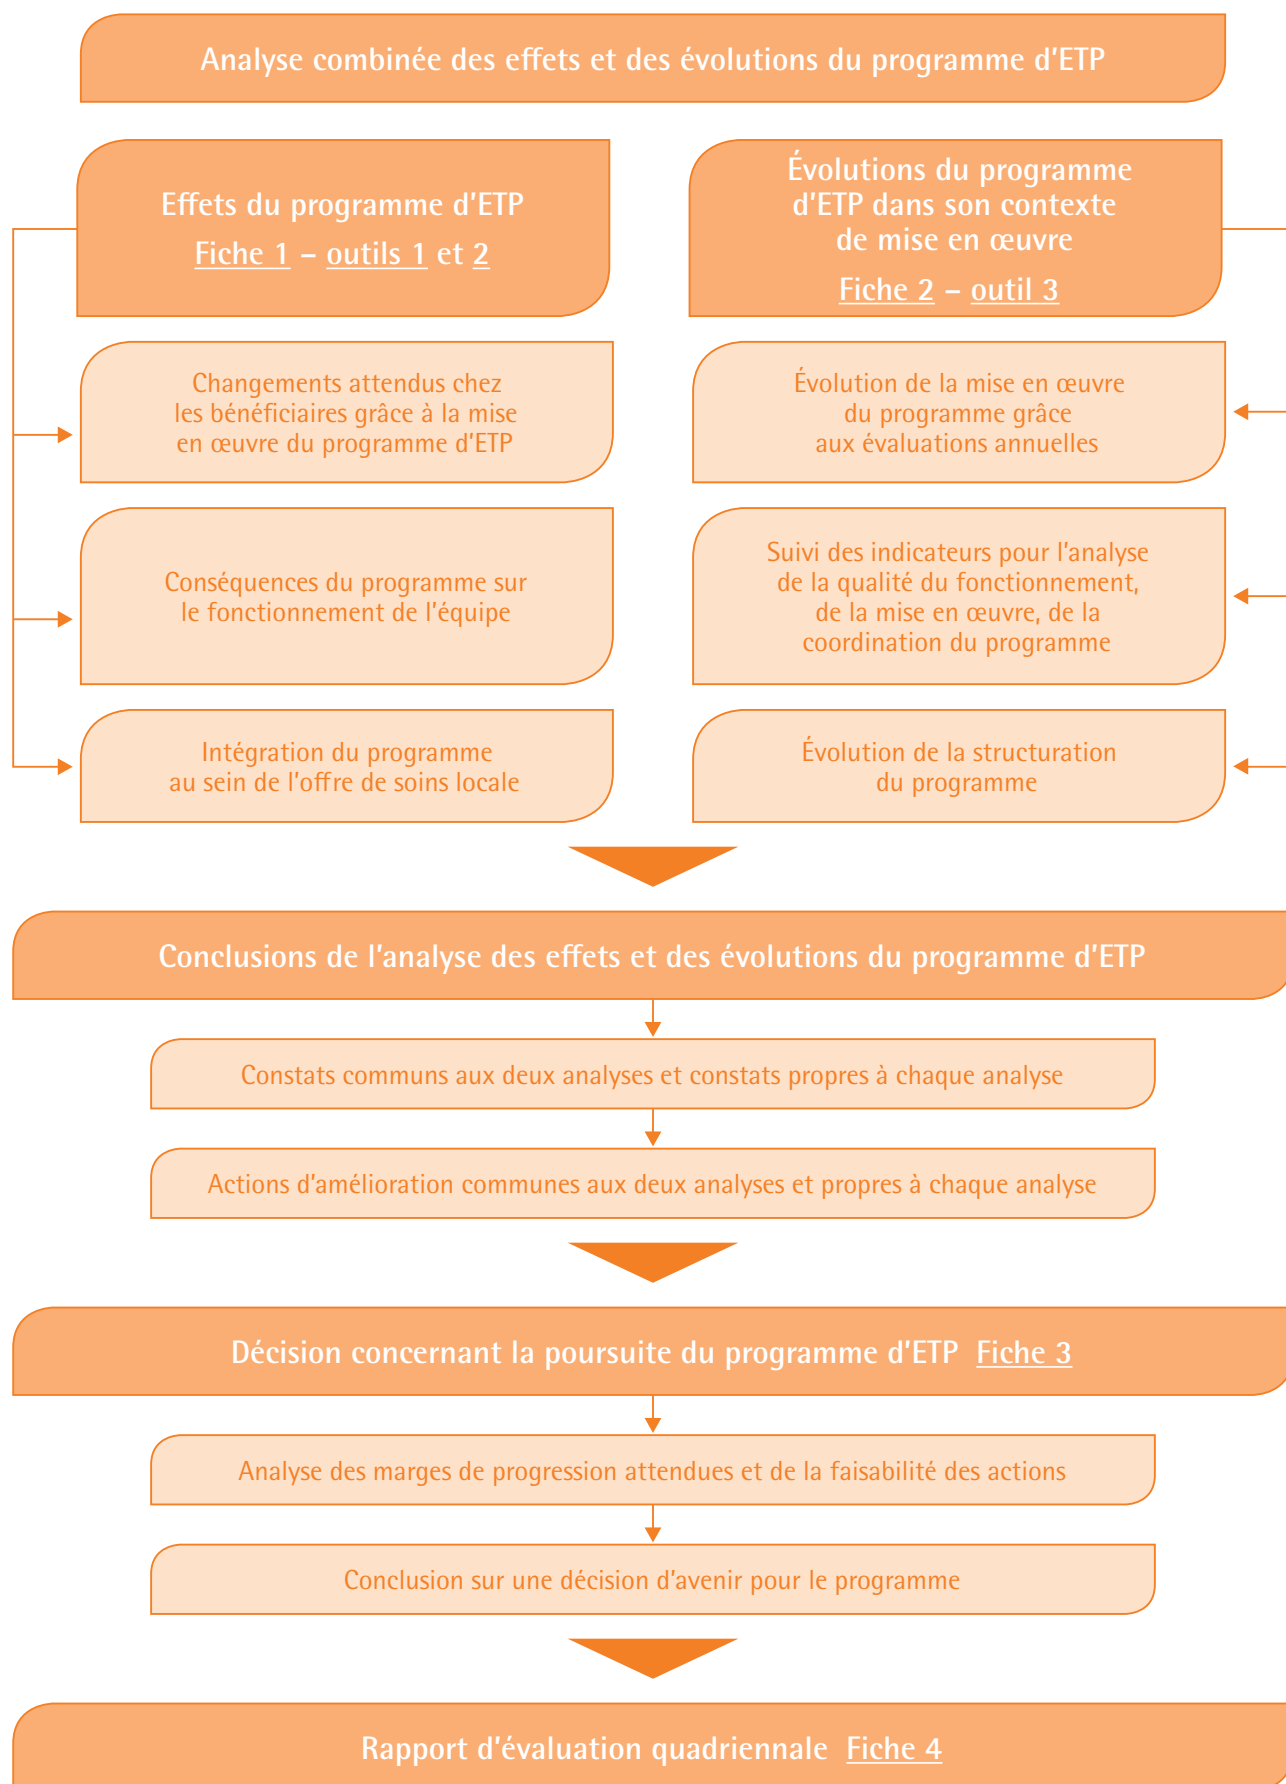 Analyse combinée des effets et des évolutions du programme d'ETP
Effets du programme d'ETP
Fiche 1 – outils 1 et 2
Changements attendus chez
les bénéficiaires grâce à la mise
en œuvre du programme d'ETP
Conséquences du programme sur
le fonctionnement de l'équipe
Intégration du programme
au sein de l'offre de soins locale
Évolutions du programme
d'ETP dans son contexte
de mise en œuvre
Fiche 2 – outil 3
Évolution de la mise en œuvre
du programme grâce
aux évaluations annuelles
Suivi des indicateurs pour l'analyse
de la qualité du fonctionnement,
de la mise en œuvre, de la
coordination du programme
Évolution de la structuration
du programme
Conclusions de l'analyse des effets et des évolutions du programme d'ETP
Constats communs aux deux analyses et constats propres à chaque analyse
Actions d'amélioration communes aux deux analyses et propres à chaque analyse
Décision concernant la poursuite du programme d'ETP Fiche 3
Analyse des marges de progression attendues et de la faisabilité des actions
Conclusion sur une décision d'avenir pour le programme
Rapport d'évaluation quadriennale Fiche 4